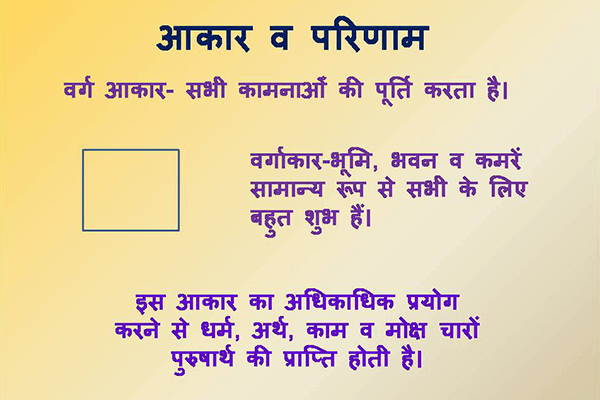 आकार व परिणाम
वर्ग आकार- सभी कामनाओं की पूर्ति करता है।
वर्गाकार-भूमि, भवन व कमरें
सामान्य रूप से सभी के लिए
बहुत शुभ हैं।
इस आकार का अधिकाधिक प्रयोग
करने से धर्म, अर्थ, काम व मोक्ष चारों
पुरुषार्थ की प्राप्ति होती है।